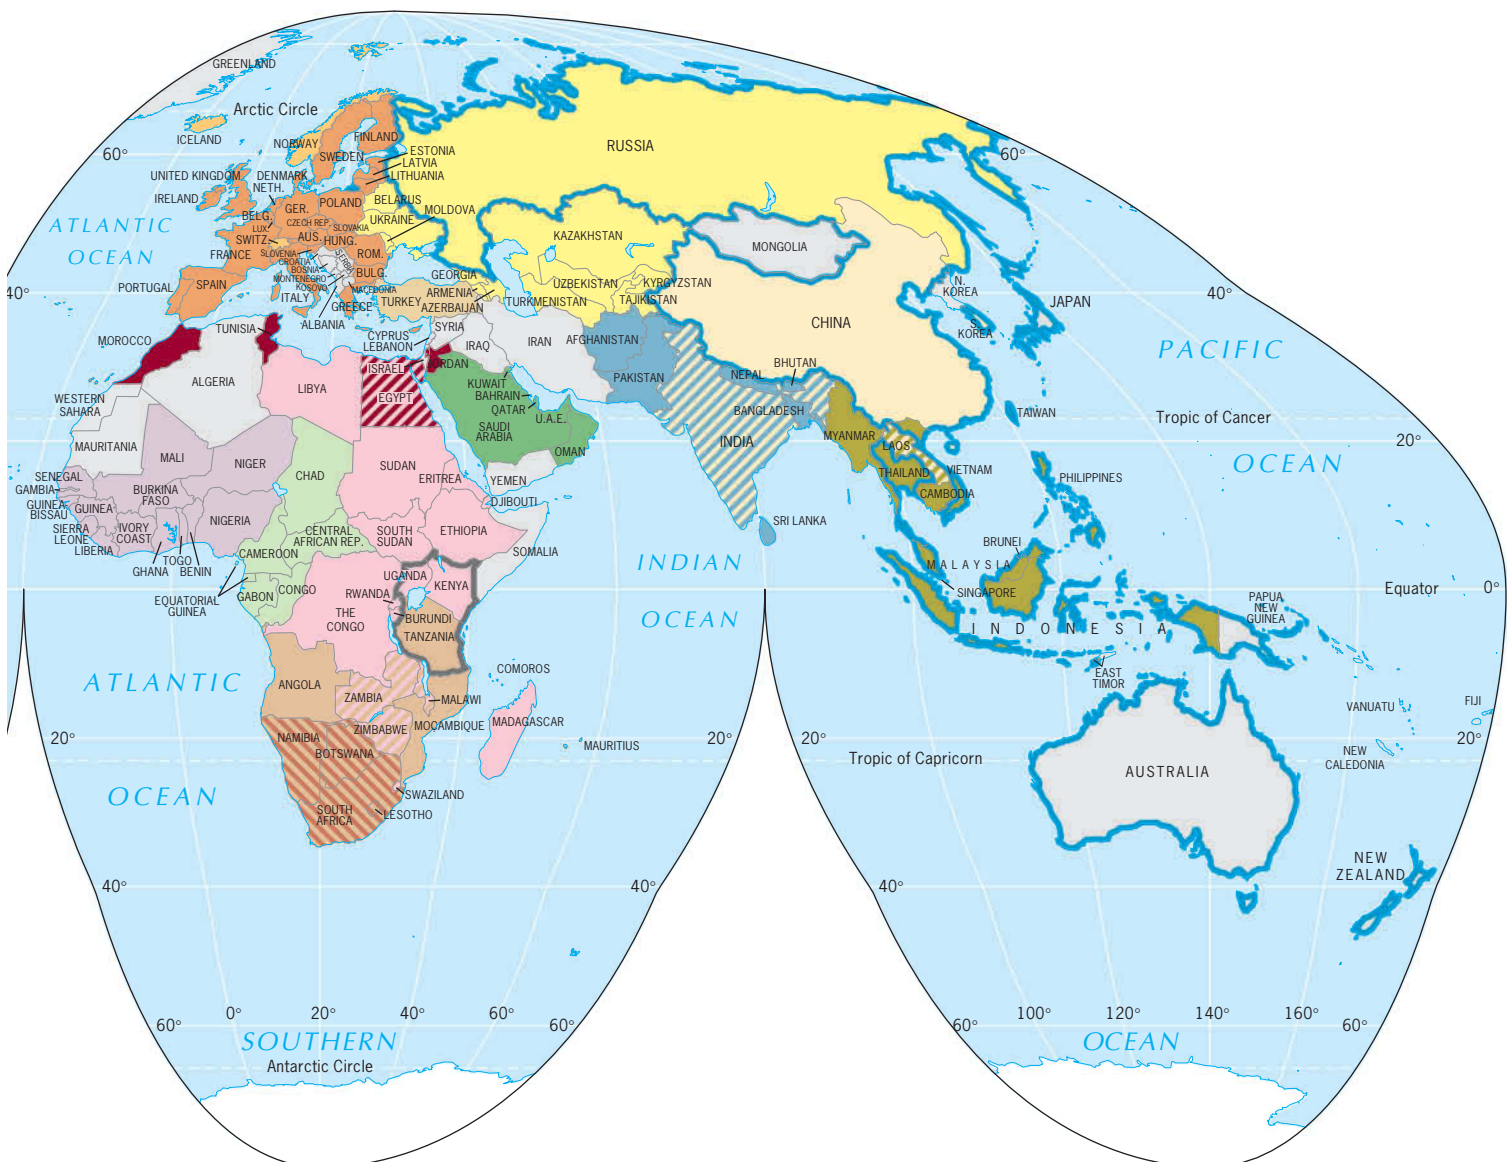 GREENLAND
Arctic Circle
ICELAND
NORWAY
FINLAND
SWEDEN
ESTONIA
LATVIA
LITHUANIA
RUSSIA
60°
60°
UNITED KINGDOM
DENMARK
NETH.
IRELAND
POLAND
BELARUS
GER.
BELG.
LUX.
CZECH REP.
SLOVAKIA
UKRAINE
MOLDOVA
ATLANTIC
OCEAN
SWITZ.
AUS.
HUNG.
FRANCE
SLOVENIA
CROATIA
BOSNIA
SERBIA
ROM.
MONTENEGRO
KOSOVO
BULG.
MACEDONIA
KAZAKHSTAN
MONGOLIA
PORTUGAL
SPAIN
ITALY
GREECE
ALBANIA
TURKEY
GEORGIA
ARMENIA
AZERBAIJAN
UZBEKISTAN
TURKMENISTAN
KYRGYZSTAN
TAJIKISTAN
N.
KOREA
S.
KOREA
JAPAN
40°
40°
CHINA
MOROCCO
TUNISIA
CYPRUS
LEBANON
SYRIA
IRAQ
IRAN
AFGHANISTAN
PACIFIC
OCEAN
ALGERIA
LIBYA
ISRAEL
JORDAN
EGYPT
KUWAIT
BAHRAIN
QATAR
U.A.E.
SAUDI
ARABIA
OMAN
PAKISTAN
NEPAL
BHUTAN
BANGLADESH
INDIA
WESTERN
SAHARA
TAIWAN
Tropic of Cancer
20°
MAURITANIA
MALI
NIGER
CHAD
SUDAN
ERITREA
YEMEN
DJIBOUTI
MYANMAR
LAOS
THAILAND
VIETNAM
CAMBODIA
PHILIPPINES
SENEGAL
GAMBIA
GUINEA
BISSAU
GUINEA
BURKINA
FASO
SIERRA
LEONE
IVORY
COAST
LIBERIA
GHANA
TOGO
BENIN
NIGERIA
CENTRAL
AFRICAN REP.
SOUTH
SUDAN
ETHIOPIA
SOMALIA
SRI LANKA
CAMEROON
EQUATORIAL
GUINEA
GABON
CONGO
THE
CONGO
UGANDA
KENYA
RWANDA
BURUNDI
TANZANIA
INDIAN
OCEAN
BRUNEI
MALAYSIA
SINGAPORE
INDONESIA
PAPUA
NEW
GUINEA
Equator
0°
EAST
TIMOR
ATLANTIC
OCEAN
ANGOLA
ZAMBIA
MALAWI
COMOROS
MOÇAMBIQUE
ZIMBABWE
NAMIBIA
BOTSWANA
MADAGASCAR
MAURITIUS
VANUATU
FIJI
20°
20°
20°
20°
NEW
CALEDONIA
Tropic of Capricorn
AUSTRALIA
SOUTH
AFRICA
SWAZILAND
LESOTHO
NEW
ZEALAND
40°
40°
40°
60°
0°
20°
40°
60°
60°
60°
100°
120°
140°
160°
60°
SOUTHERN
OCEAN
Antarctic Circle